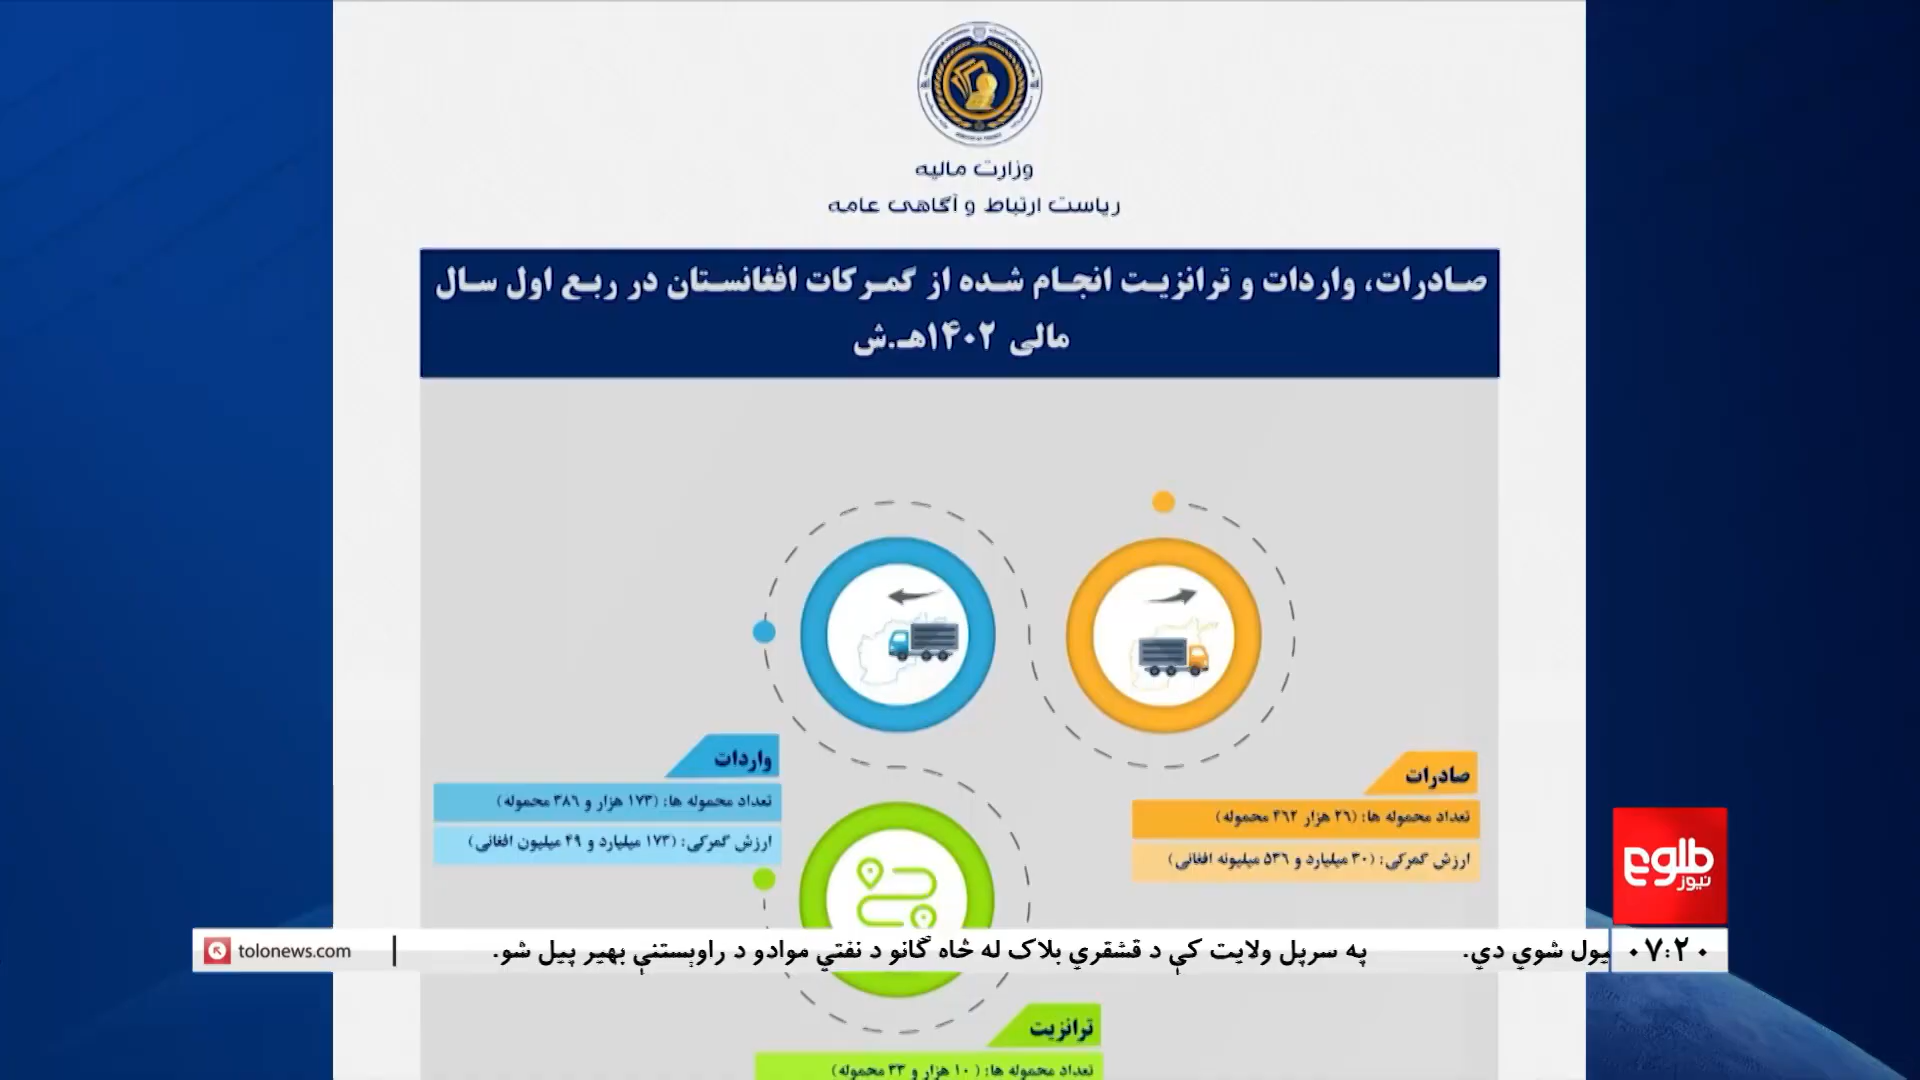 وزارت مالیه
ریاست ارتباط و آگاهی عامه
صادرات، واردات و ترانزیت انجام شده از گمرکات افغانستان در ربع اول سال
مالی ۱۴۰۲هـ.ش
صادرات
تعداد محموله ها: (۲۶ هزار ۴۶۲ محموله)
ارزش گمرکی: (۳۰ میلیارد و ۵۳۶ میلیونه افغانی)
واردات
تعداد محموله ها: (۱۷۳ هزار و ۳۸۶ محموله)
ارزش گمرکی: (۱۷۳ میلیارد و ۴۹ میلیون افغانی)
ترانزیت
تعداد محموله ها: (۱۰ هزار و ۳۳ محموله)
طلوع
نیوز
۰۷:۲۰
شوي دي.
په سرپل ولایت کې د قشقري بلاک له څاه ګانو د نفتي موادو د راوېستنې بهیر پیل شو.
tolonews.com